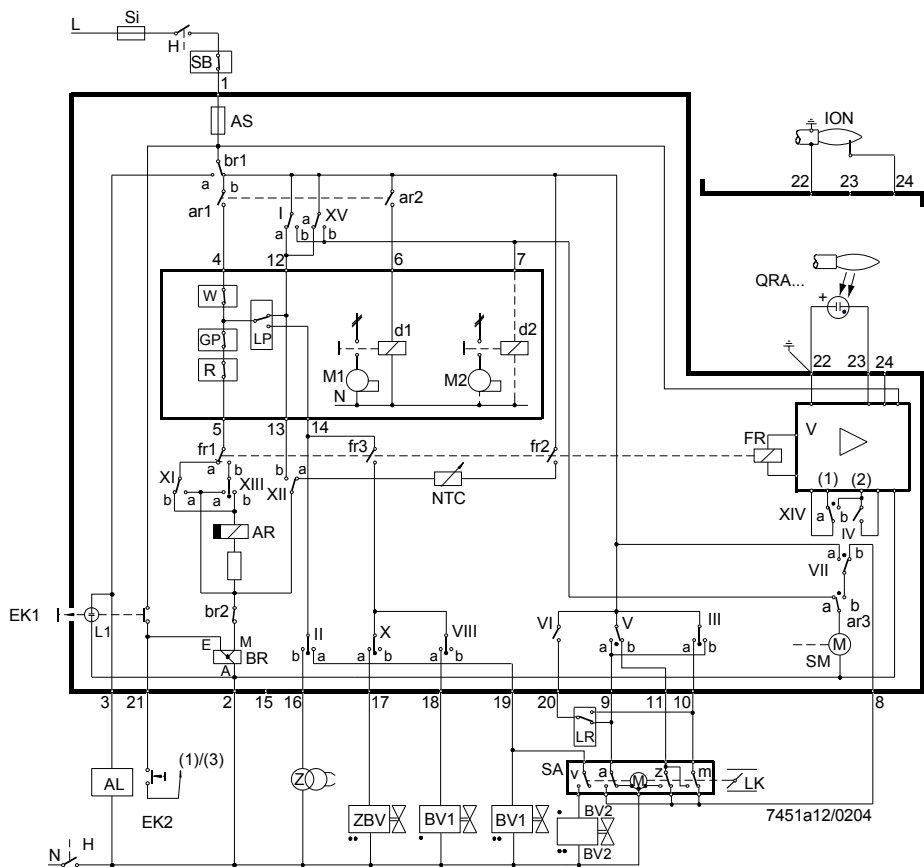 L
Si
H
SB
1
AS
br1
a b
ar1
ar2
I
a b
a XV
b
4 12 6 7
W
GP
R
LP
d1
d2
M1
M2
N
5 13 14
fr1
fr3
fr2
FR
a b
XI
b a
XIII
a b
b a
XII
NTC
AR
br2
EK1
L1
E M
BR
A
II
b a
X
a b
VIII
a b
VI
V
a b
III
a b
ION
22 23 24
QRA...
+
22 23 24
V
(1) (2)
XIV
a b
IV
a b
VII
a b
ar3
M
SM
3 21 2 15 16 17 18 19 20 9 11 10 8
LR
SA
v a M z m
LK
AL
(1)/(3)
EK2
Z
ZBV
BV1
BV1
BV2
BV2
7451a12/0204
N
H